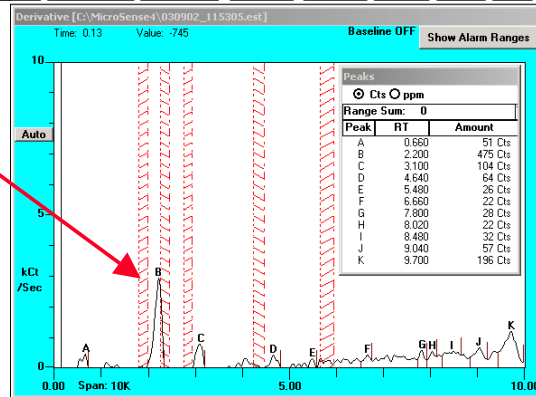 Derivative [C:\MicroSense4\030902_115305.est]
Time: 0.13 Value: -745 Baseline OFF Show Alarm Ranges
10
Auto
5
kCt
/Sec
0
0.00 Span: 10K 5.00 10.00
A B C D E F G H I J K
Peaks
Cts ppm
Range Sum: 0
Peak RT Amount
A 0.660 51 Cts
B 2.200 475 Cts
C 3.100 104 Cts
D 4.640 64 Cts
E 5.480 26 Cts
F 6.660 22 Cts
G 7.800 28 Cts
H 8.020 22 Cts
I 8.480 32 Cts
J 9.040 57 Cts
K 9.700 196 Cts